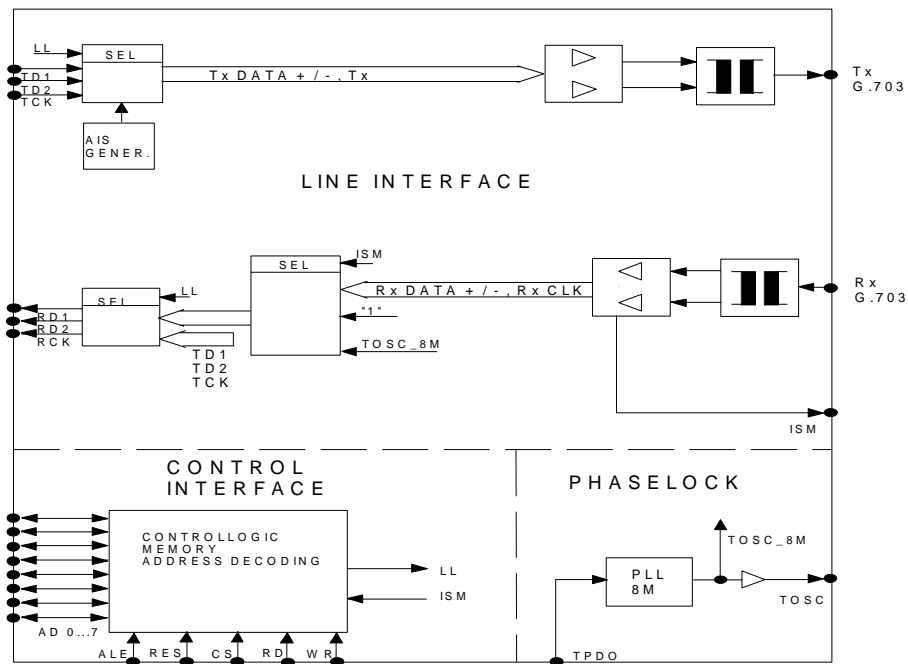 LL
SEL
TD1
TD2
TCK
Tx DATA + / - , Tx
Tx
G.703
AIS
GENER.
LINE INTERFACE
ISM
SEL
Rx DATA + / - , Rx CLK
Rx
G.703
LL
SEL
"1"
RD1
RD2
RCK
TOSC_8M
TD1
TD2
TCK
ISM
CONTROL
INTERFACE
PHASELOCK
CONTROLLOGIC
MEMORY
ADDRESS DECODING
TOSC_8M
LL
PLL
8M
ISM
TOSC
AD 0...7
ALE
RES
CS
RD
WR
TPDO